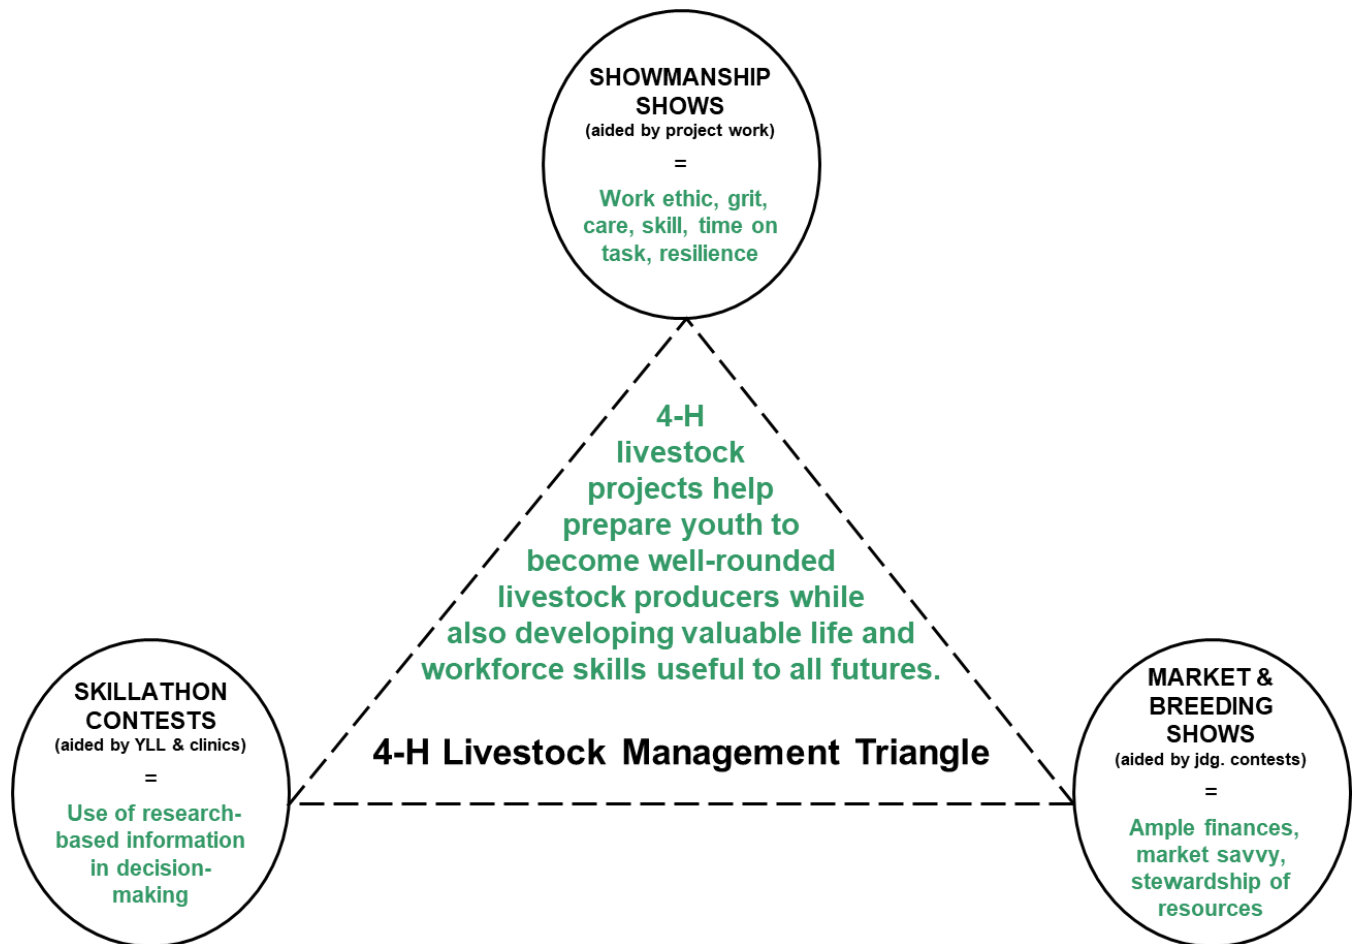 SHOWMANSHIP
SHOWS
(aided by project work)
=
Work ethic, grit,
care, skill, time on
task, resilience
4-H
livestock
projects help
prepare youth to
become well-rounded
livestock producers while
also developing valuable life and
workforce skills useful to all futures.
4-H Livestock Management Triangle
SKILLATHON
CONTESTS
(aided by YLL & clinics)
=
Use of research-
based information
in decision-
making
MARKET &
BREEDING
SHOWS
(aided by jdg. contests)
=
Ample finances,
market savvy,
stewardship of
resources